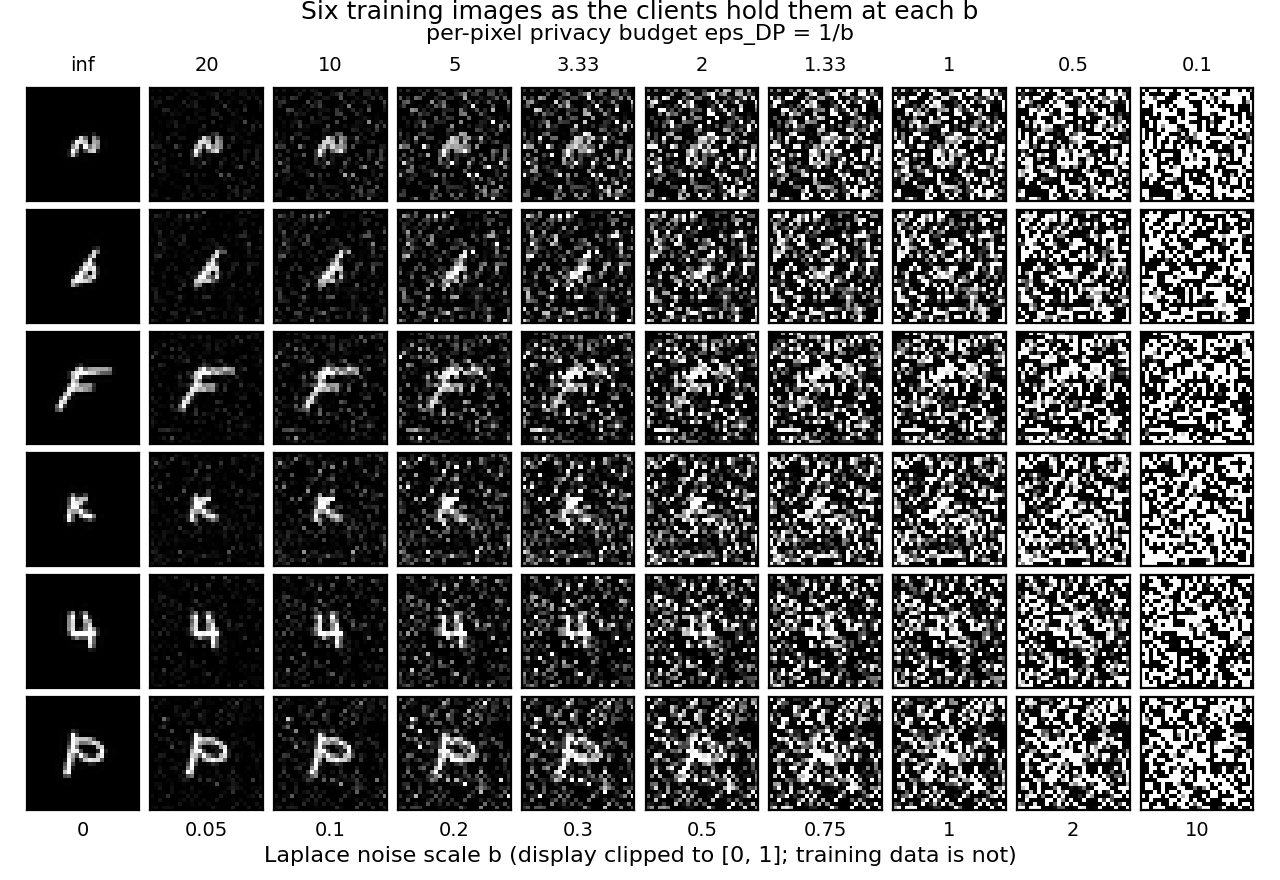 Six training images as the clients hold them at each b
per-pixel privacy budget eps_DP = 1/b
inf 20 10 5 3.33 2 1.33 1 0.5 0.1
0 0.05 0.1 0.2 0.3 0.5 0.75 1 2 10
Laplace noise scale b (display clipped to [0, 1]; training data is not)